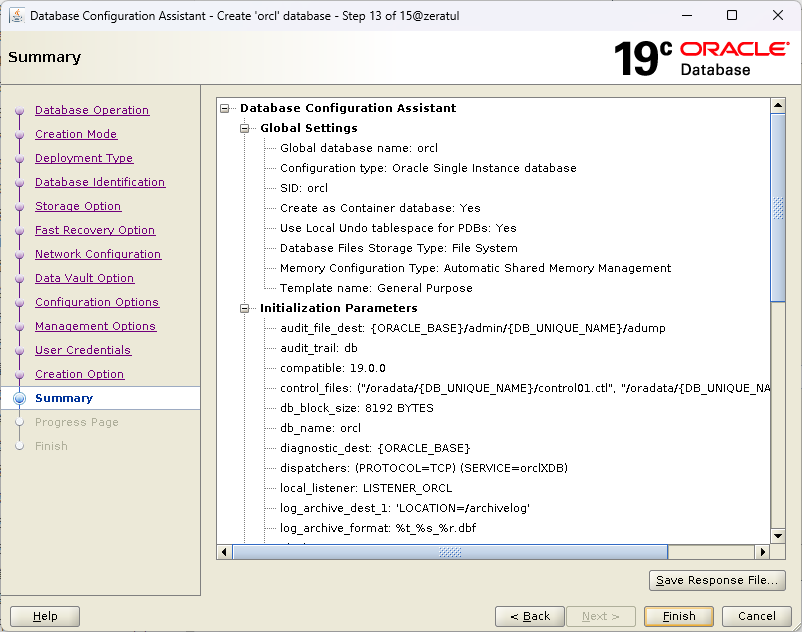 Database Configuration Assistant - Create 'orcl' database - Step 13 of 15@zeratul
Summary
19c ORACLE
Database
Database Operation
Creation Mode
Deployment Type
Database Identification
Storage Option
Fast Recovery Option
Network Configuration
Data Vault Option
Configuration Options
Management Options
User Credentials
Creation Option
Summary
Progress Page
Finish
Database Configuration Assistant
Global Settings
Global database name: orcl
Configuration type: Oracle Single Instance database
SID: orcl
Create as Container database: Yes
Use Local Undo tablespace for PDBs: Yes
Database Files Storage Type: File System
Memory Configuration Type: Automatic Shared Memory Management
Template name: General Purpose
Initialization Parameters
audit_file_dest: {ORACLE_BASE}/admin/{DB_UNIQUE_NAME}/adump
audit_trail: db
compatible: 19.0.0
control_files: ("/oradata/{DB_UNIQUE_NAME}/control01.ctl", "/oradata/{DB_UNIQUE_NA
db_block_size: 8192 BYTES
db_name: orcl
diagnostic_dest: {ORACLE_BASE}
dispatchers: (PROTOCOL=TCP) (SERVICE=orclXDB)
local_listener: LISTENER_ORCL
log_archive_dest_1: 'LOCATION=/archivelog'
log_archive_format: %t_%s_%r.dbf
Save Response File...
Help
< Back
Next >
Finish
Cancel